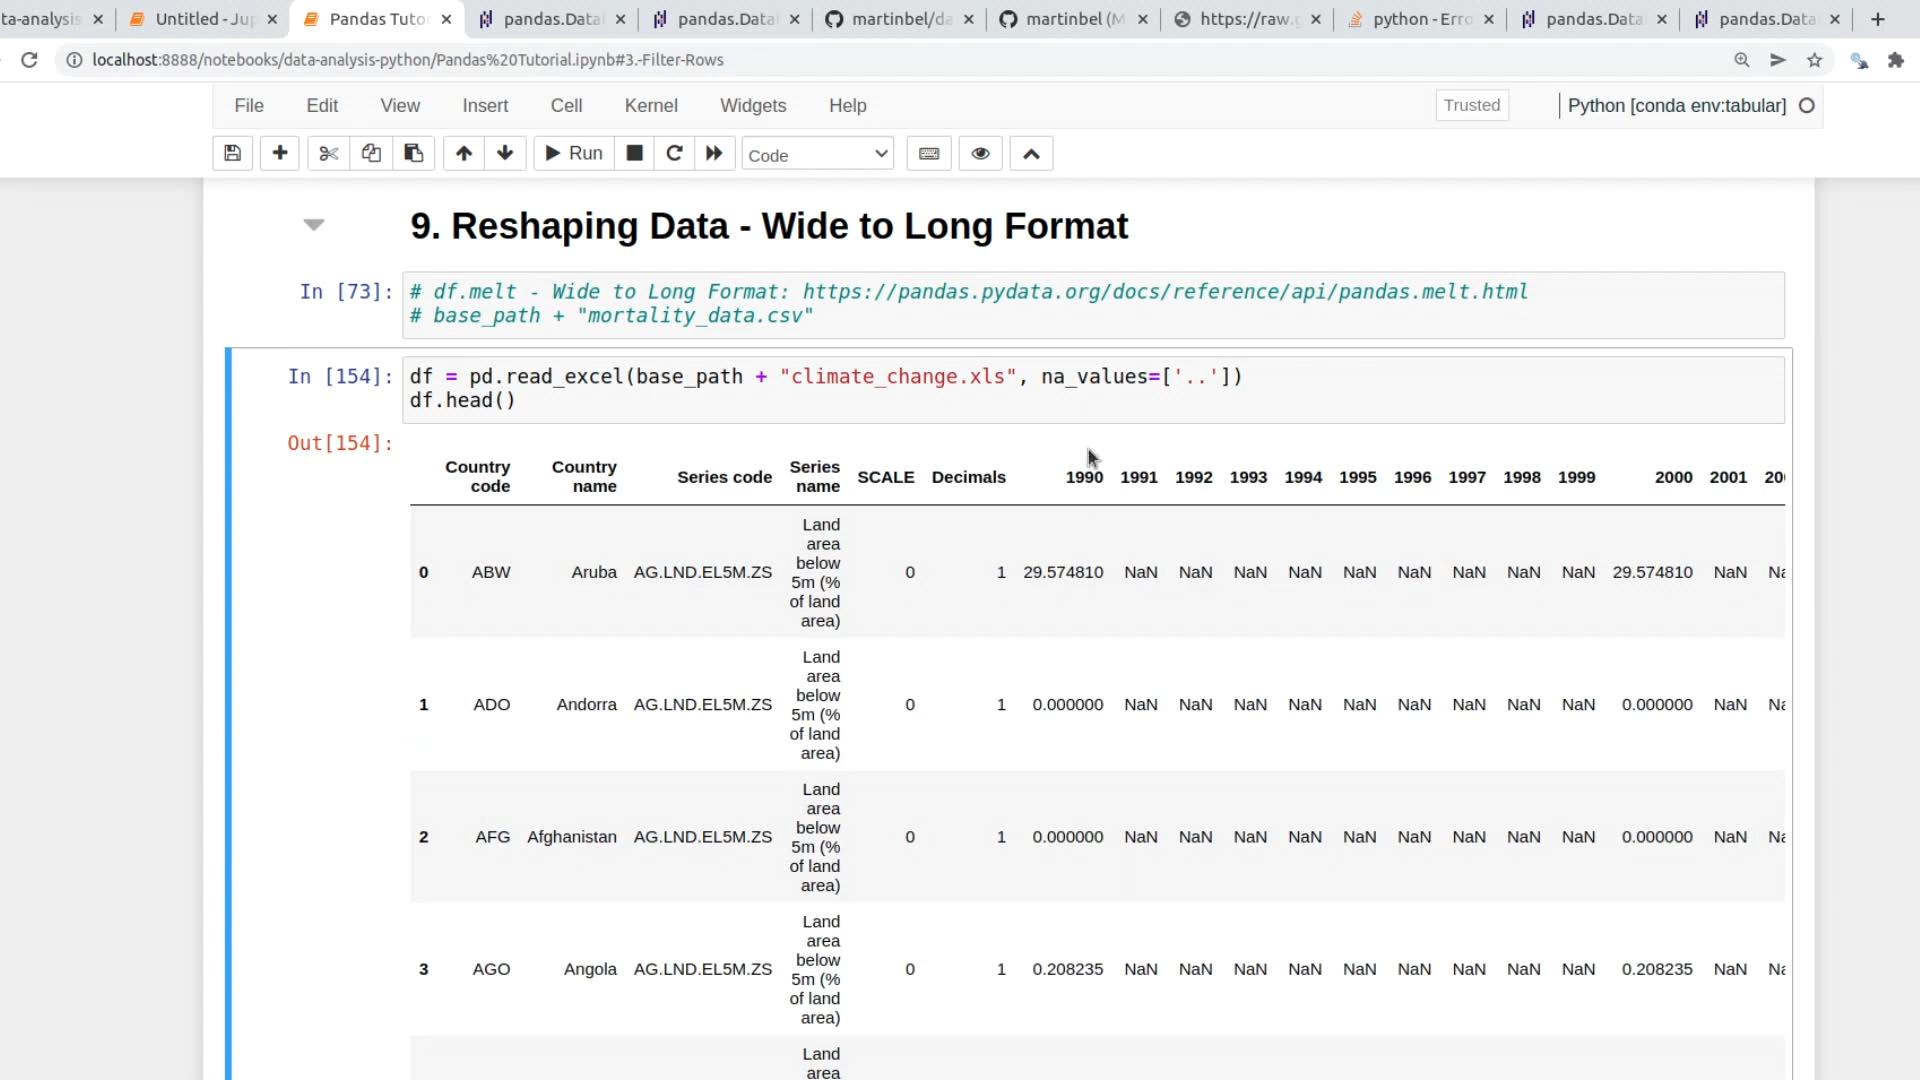 ta-analysis Untitled - Jup Pandas Tuto pandas.Data pandas.Data martinbel/da martinbel (M https://raw.g python - Erro pandas.Data pandas.Data
localhost:8888/notebooks/data-analysis-python/Pandas%20Tutorial.ipynb#3.-Filter-Rows
File Edit View Insert Cell Kernel Widgets Help Trusted Python [conda env:tabular]
Run Code
9. Reshaping Data - Wide to Long Format
In [73]: # df.melt - Wide to Long Format: https://pandas.pydata.org/docs/reference/api/pandas.melt.html
# base_path + "mortality_data.csv"
In [154]: df = pd.read_excel(base_path + "climate_change.xls", na_values=['..'])
df.head()
Out[154]:
Country code Country name Series code Series name SCALE Decimals 1990 1991 1992 1993 1994 1995 1996 1997 1998 1999 2000 2001 200
0 ABW Aruba AG.LND.EL5M.ZS Land area below 5m (% of land area) 0 1 29.574810 NaN NaN NaN NaN NaN NaN NaN NaN NaN 29.574810 NaN Na
1 ADO Andorra AG.LND.EL5M.ZS Land area below 5m (% of land area) 0 1 0.000000 NaN NaN NaN NaN NaN NaN NaN NaN NaN 0.000000 NaN Na
2 AFG Afghanistan AG.LND.EL5M.ZS Land area below 5m (% of land area) 0 1 0.000000 NaN NaN NaN NaN NaN NaN NaN NaN NaN 0.000000 NaN Na
3 AGO Angola AG.LND.EL5M.ZS Land area below 5m (% of land area) 0 1 0.208235 NaN NaN NaN NaN NaN NaN NaN NaN NaN 0.208235 NaN Na
Land
area